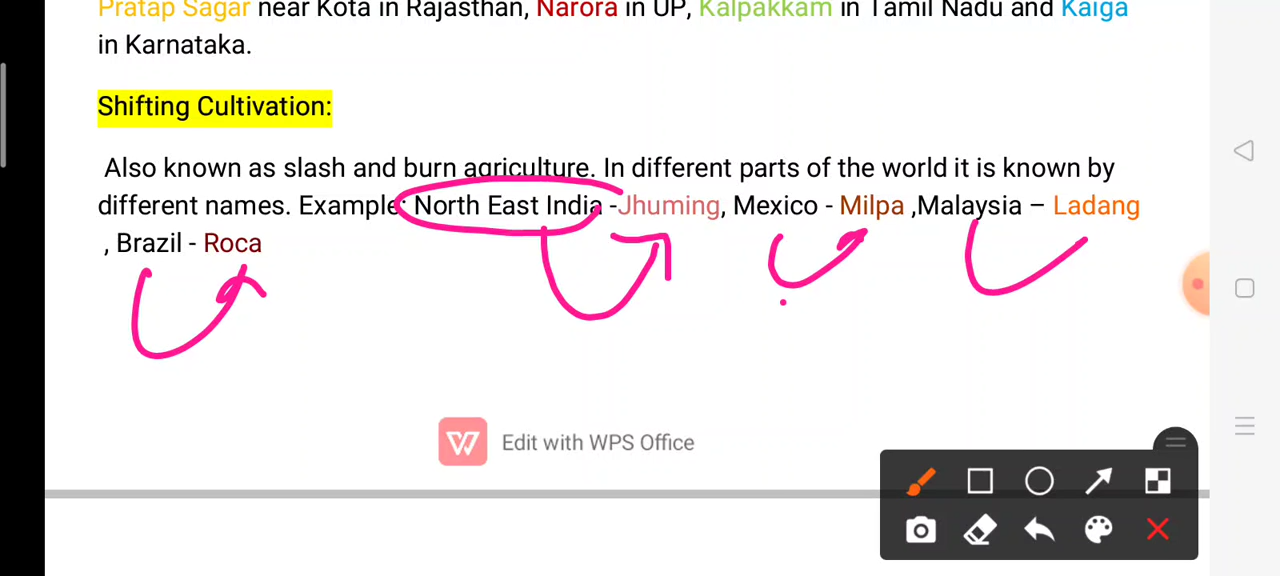 Pratap Sagar near Kota in Rajasthan, Narora in UP, Kalpakkam in Tamil Nadu and Kaiga
in Karnataka.
Shifting Cultivation:
Also known as slash and burn agriculture. In different parts of the world it is known by
different names. Example: North East India -Jhuming, Mexico - Milpa ,Malaysia – Ladang
, Brazil - Roca
Edit with WPS Office